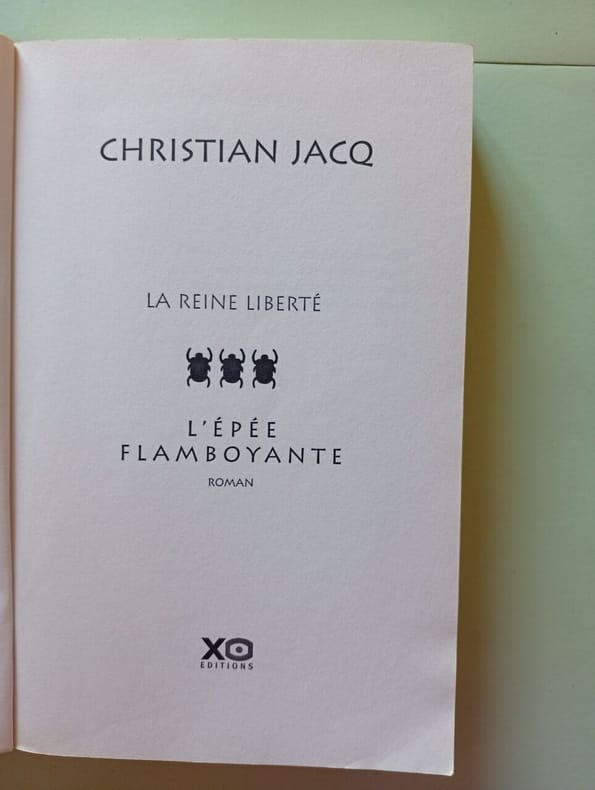 CHRISTIAN JACQ
LA REINE LIBERTÉ
L'ÉPÉE
FLAMBOYANTE
ROMAN
XO
EDITIONS